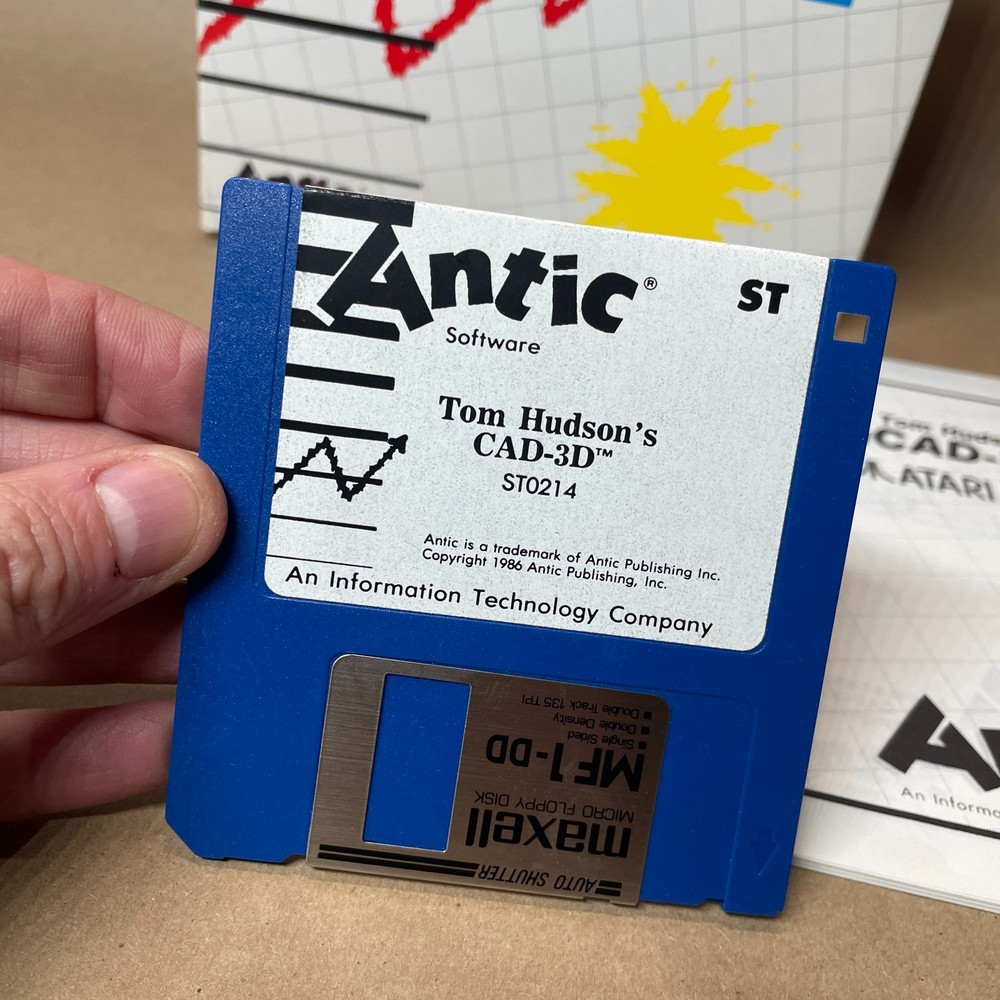 Antic®
ST
Software
Tom Hudson's
CAD-3D™
ST0214
Antic is a trademark of Antic Publishing Inc.
Copyright 1986 Antic Publishing, Inc.
An Information Technology Company
AUTO SHUTTER
maxell
MICRO FLOPPY DISK
MF1-DD
■ Single Sided
■ Double Density
■ Double Track 135 TPI
Tom
CAD-
ATARI
An